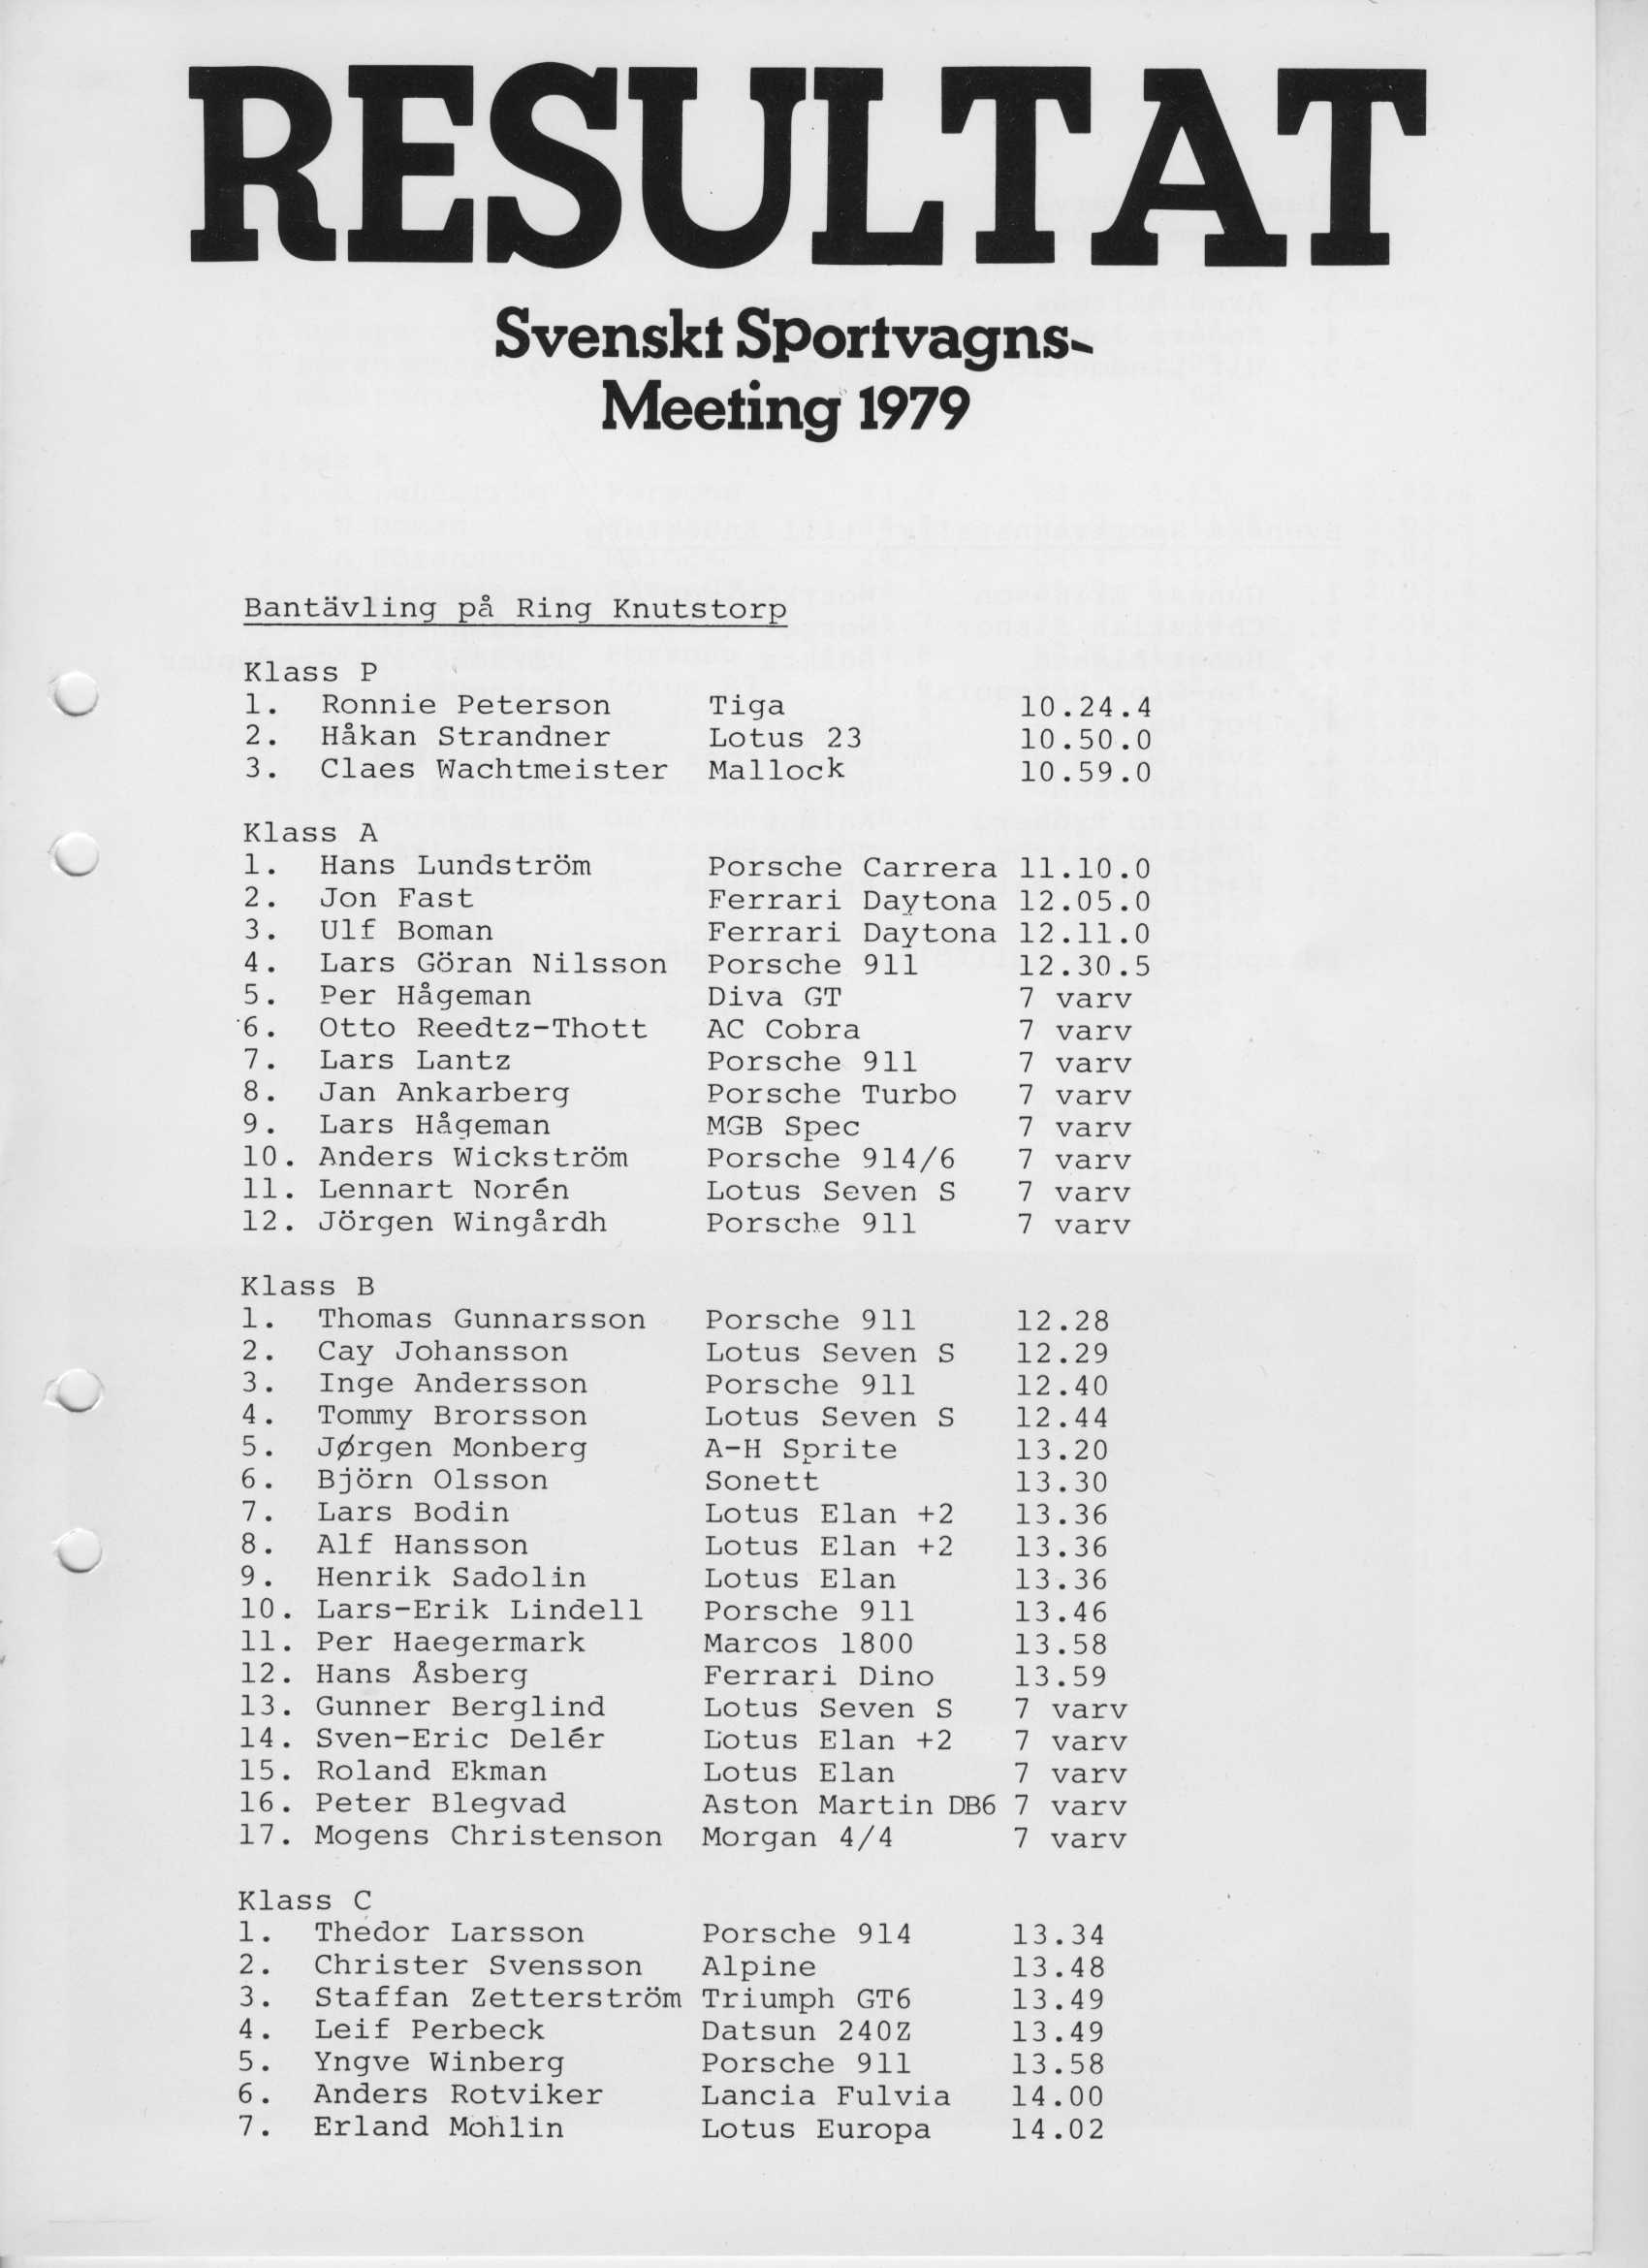 RESULTAT
Svenskt Sportvagns-
Meeting 1979
Bantävling på Ring Knutstorp
Klass P
1. Ronnie Peterson Tiga 10.24.4
2. Håkan Strandner Lotus 23 10.50.0
3. Claes Wachtmeister Mallock 10.59.0
Klass A
1. Hans Lundström Porsche Carrera 11.10.0
2. Jon Fast Ferrari Daytona 12.05.0
3. Ulf Boman Ferrari Daytona 12.11.0
4. Lars Göran Nilsson Porsche 911 12.30.5
5. Per Hågeman Diva GT 7 varv
6. Otto Reedtz-Thott AC Cobra 7 varv
7. Lars Lantz Porsche 911 7 varv
8. Jan Ankarberg Porsche Turbo 7 varv
9. Lars Hågeman MGB Spec 7 varv
10. Anders Wickström Porsche 914/6 7 varv
11. Lennart Norén Lotus Seven S 7 varv
12. Jörgen Wingårdh Porsche 911 7 varv
Klass B
1. Thomas Gunnarsson Porsche 911 12.28
2. Cay Johansson Lotus Seven S 12.29
3. Inge Andersson Porsche 911 12.40
4. Tommy Brorsson Lotus Seven S 12.44
5. Jørgen Monberg A-H Sprite 13.20
6. Björn Olsson Sonett 13.30
7. Lars Bodin Lotus Elan +2 13.36
8. Alf Hansson Lotus Elan +2 13.36
9. Henrik Sadolin Lotus Elan 13.36
10. Lars-Erik Lindell Porsche 911 13.46
11. Per Haegermark Marcos 1800 13.58
12. Hans Åsberg Ferrari Dino 13.59
13. Gunner Berglind Lotus Seven S 7 varv
14. Sven-Eric Delér Lotus Elan +2 7 varv
15. Roland Ekman Lotus Elan 7 varv
16. Peter Blegvad Aston Martin DB6 7 varv
17. Mogens Christenson Morgan 4/4 7 varv
Klass C
1. Thedor Larsson Porsche 914 13.34
2. Christer Svensson Alpine 13.48
3. Staffan Zetterström Triumph GT6 13.49
4. Leif Perbeck Datsun 240Z 13.49
5. Yngve Winberg Porsche 911 13.58
6. Anders Rotviker Lancia Fulvia 14.00
7. Erland Mohlin Lotus Europa 14.02